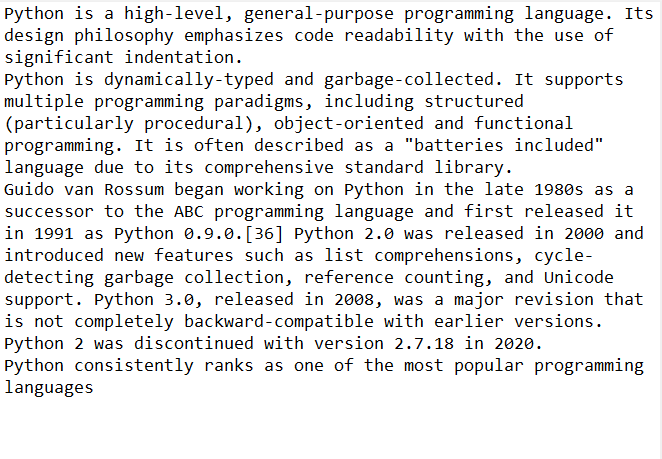 Python is a high-level, general-purpose programming language. Its
design philosophy emphasizes code readability with the use of
significant indentation.
Python is dynamically-typed and garbage-collected. It supports
multiple programming paradigms, including structured
(particularly procedural), object-oriented and functional
programming. It is often described as a "batteries included"
language due to its comprehensive standard library.
Guido van Rossum began working on Python in the late 1980s as a
successor to the ABC programming language and first released it
in 1991 as Python 0.9.0.[36] Python 2.0 was released in 2000 and
introduced new features such as list comprehensions, cycle-
detecting garbage collection, reference counting, and Unicode
support. Python 3.0, released in 2008, was a major revision that
is not completely backward-compatible with earlier versions.
Python 2 was discontinued with version 2.7.18 in 2020.
Python consistently ranks as one of the most popular programming
languages